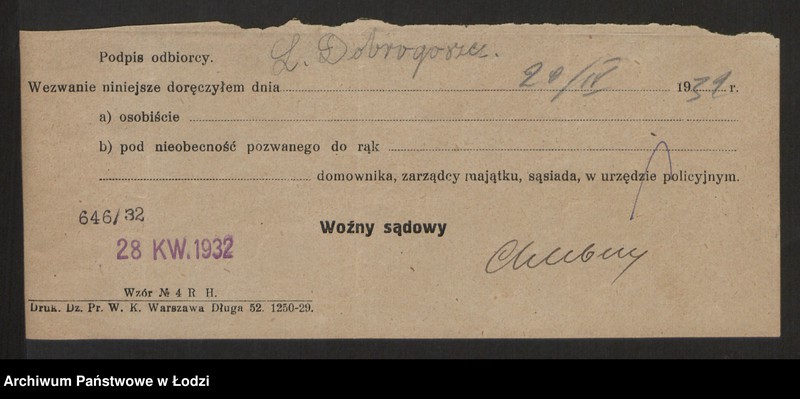 Podpis odbiorcy. L. Dobrogoszcz.
Wezwanie niniejsze doręczyłem dnia 20/IV 1932 r.
a) osobiście
b) pod nieobecność pozwanego do rąk
domownika, zarządcy majątku, sąsiada, w urzędzie policyjnym.
646/32
Woźny sądowy
28 KW. 1932
Wzór № 4 R. H.
Druk. Dz. Pr. W. K. Warszawa Długa 52. 1250-29.
Archiwum Państwowe w Łodzi